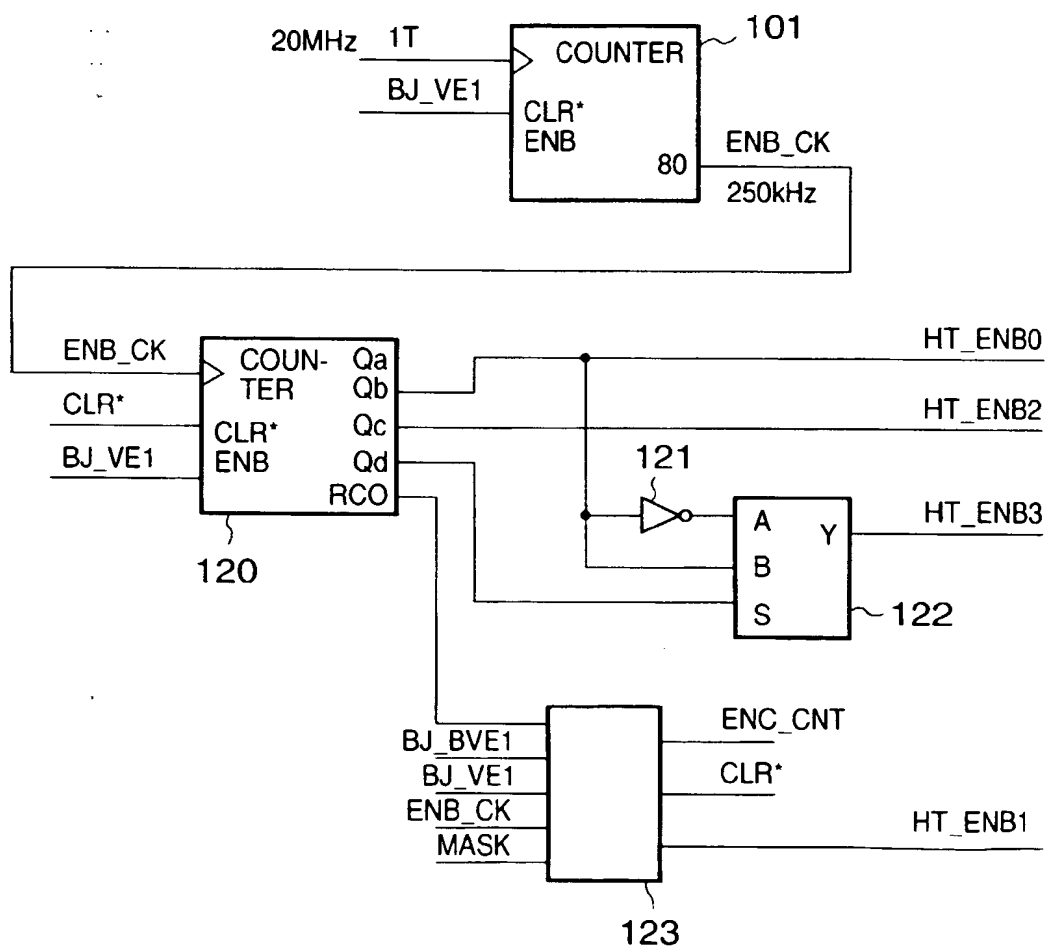 101
20MHz 1T
COUNTER
BJ_VE1
CLR*
ENB
80
ENB_CK
250kHz
ENB_CK
COUN-
TER
Qa
Qb
HT_ENB0
CLR*
CLR*
Qc
HT_ENB2
BJ_VE1
ENB
Qd
RCO
121
120
A
Y
HT_ENB3
B
S
122
BJ_BVE1
BJ_VE1
ENB_CK
MASK
ENC_CNT
CLR*
HT_ENB1
123